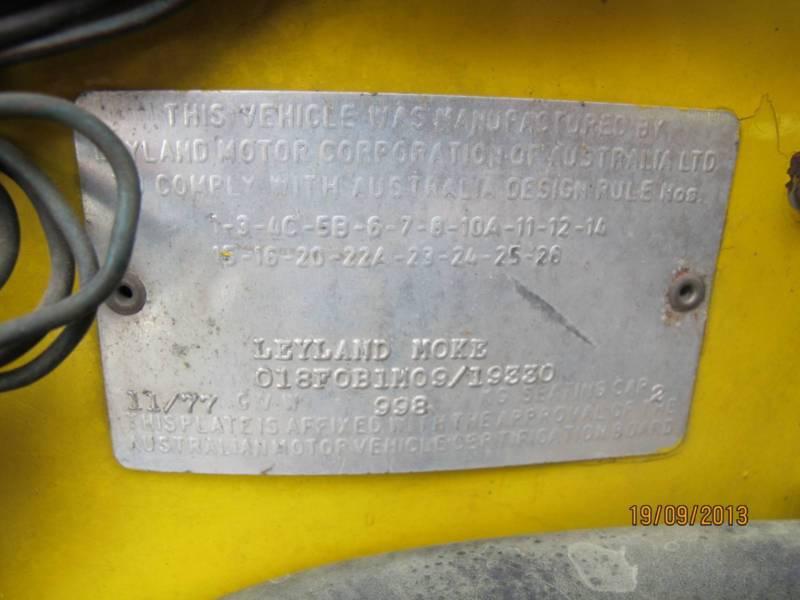 THIS VEHICLE WAS MANUFACTURED BY
LEYLAND MOTOR CORPORATION OF AUSTRALIA LTD
TO COMPLY WITH AUSTRALIA DESIGN RULE Nos.
1-3-4C-5B-6-7-8-10A-11-12-14
15-16-20-22A-23-24-25-28
LEYLAND MOKE
018F0B1M09/19330
11/77 G V W 998 KG SEATING CAP. 2
THIS PLATE IS AFFIXED WITH THE APPROVAL OF THE
AUSTRALIAN MOTOR VEHICLE CERTIFICATION BOARD
19/09/2013